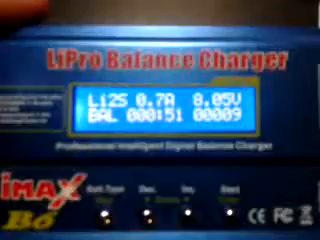 LiPro Balance Charger
Li2S 0.7A 8.05V
BAL 000:51 00009
Professional Intelligent Digital Balance Charger
iMAX
B6
Batt.Type Dec. Inc. Start
CE FC